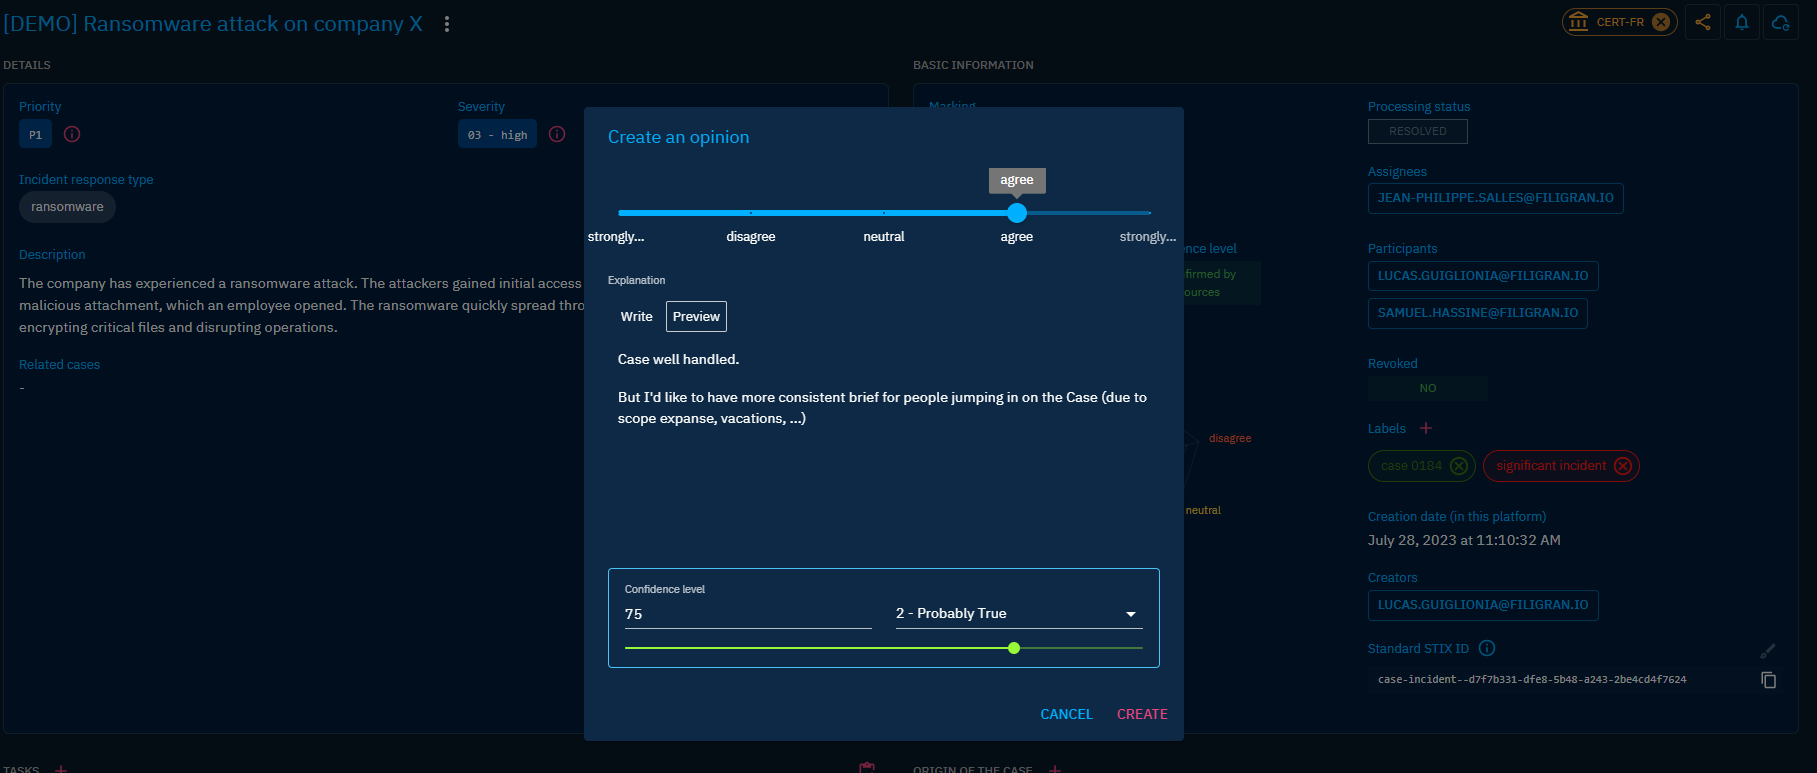 [DEMO] Ransomware attack on company X
CERT-FR
DETAILS
BASIC INFORMATION
Priority
P1
Severity
03 - high
Incident response type
ransomware
Description
The company has experienced a ransomware attack. The attackers gained initial access
malicious attachment, which an employee opened. The ransomware quickly spread thro
encrypting critical files and disrupting operations.
Related cases
-
Marking
Create an opinion
agree
strongly...
disagree
neutral
agree
strongly...
Explanation
Write
Preview
Case well handled.
But I'd like to have more consistent brief for people jumping in on the Case (due to
scope expanse, vacations, ...)
Confidence level
75
2 - Probably True
CANCEL
CREATE
ence level
firmed by
ources
disagree
neutral
Processing status
RESOLVED
Assignees
JEAN-PHILIPPE.SALLES@FILIGRAN.IO
Participants
LUCAS.GUIGLIONIA@FILIGRAN.IO
SAMUEL.HASSINE@FILIGRAN.IO
Revoked
NO
Labels
case 0184
significant incident
Creation date (in this platform)
July 28, 2023 at 11:10:32 AM
Creators
LUCAS.GUIGLIONIA@FILIGRAN.IO
Standard STIX ID
case-incident--d7f7b331-dfe8-5b48-a243-2be4cd4f7624
TASKS
ORIGIN OF THE CASE